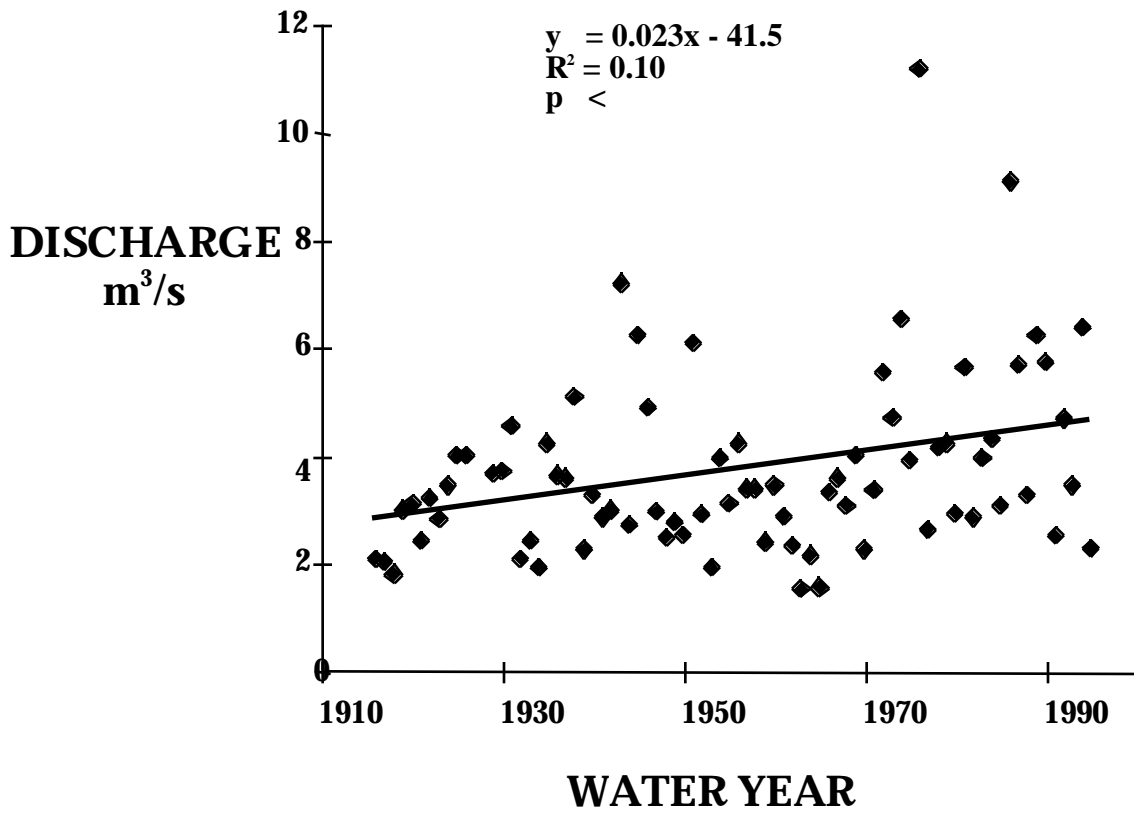 12
y = 0.023x - 41.5
R² = 0.10
p <
10
DISCHARGE
m³/s
8
6
4
2
0
1910 1930 1950 1970 1990
WATER YEAR